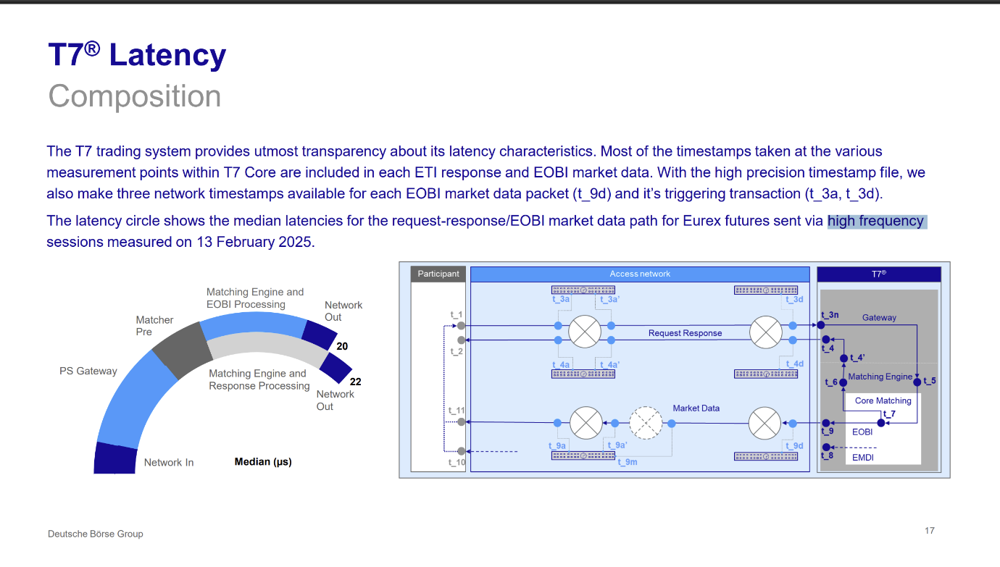 T7® Latency
Composition
The T7 trading system provides utmost transparency about its latency characteristics. Most of the timestamps taken at the various
measurement points within T7 Core are included in each ETI response and EOBI market data. With the high precision timestamp file, we
also make three network timestamps available for each EOBI market data packet (t_9d) and it's triggering transaction (t_3a, t_3d).
The latency circle shows the median latencies for the request-response/EOBI market data path for Eurex futures sent via high frequency
sessions measured on 13 February 2025.
Matching Engine and
EOBI Processing
Network
Out
Matcher
Pre
20
PS Gateway
Matching Engine and
Response Processing
22
Network
Out
Network In
Median (µs)
Participant
Access network
T7®
t_3a
t_3a'
t_3d
t_1
t_3n
Gateway
Request Response
t_2
t_4
t_4'
t_4a
t_4a'
t_4d
t_6
Matching Engine
t_5
Core Matching
t_11
Market Data
t_7
t_9
EOBI
t_9a
t_9a'
t_9d
t_8
EMDI
t_10
t_9m
Deutsche Börse Group
17